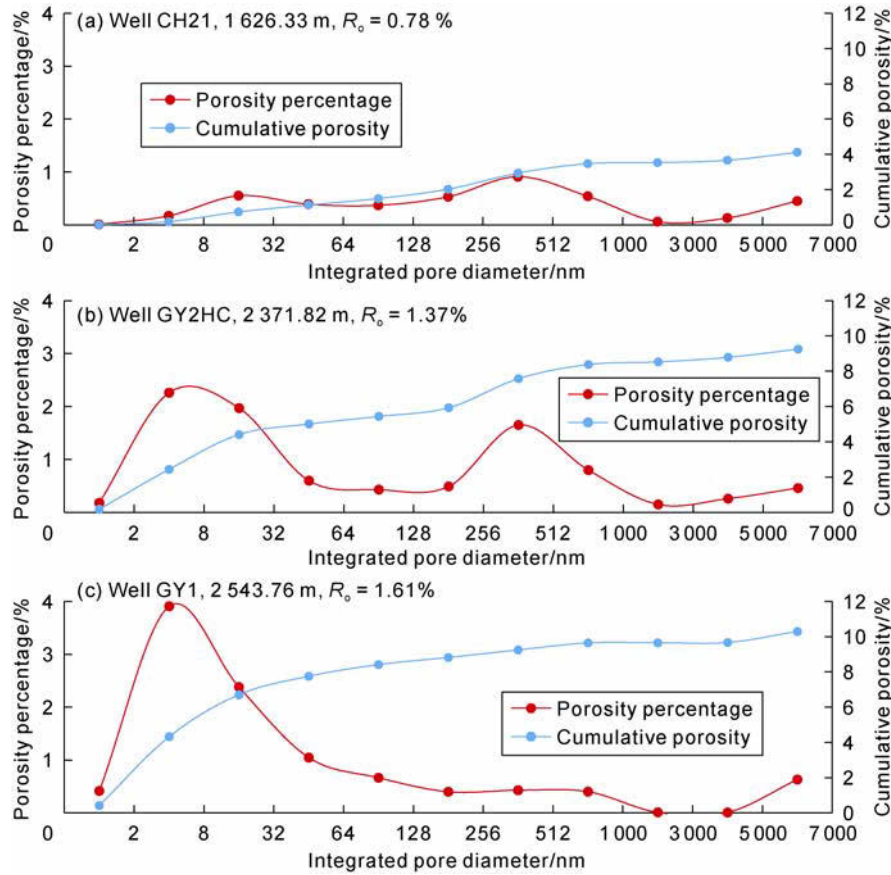 (a) Well CH21, 1 626.33 m, Ro = 0.78 %
Porosity percentage/%
4
3
2
1
0
Porosity percentage
Cumulative porosity
12
10
8
6
4
2
0
Cumulative porosity/%
2 8 32 64 128 256 512 1 000 3 000 5 000 7 000
Integrated pore diameter/nm
(b) Well GY2HC, 2 371.82 m, Ro = 1.37%
Porosity percentage/%
4
3
2
1
0
Porosity percentage
Cumulative porosity
12
10
8
6
4
2
0
Cumulative porosity/%
2 8 32 64 128 256 512 1 000 3 000 5 000 7 000
Integrated pore diameter/nm
(c) Well GY1, 2 543.76 m, Ro = 1.61%
Porosity percentage/%
4
3
2
1
0
Porosity percentage
Cumulative porosity
12
10
8
6
4
2
0
Cumulative porosity/%
2 8 32 64 128 256 512 1 000 3 000 5 000 7 000
Integrated pore diameter/nm